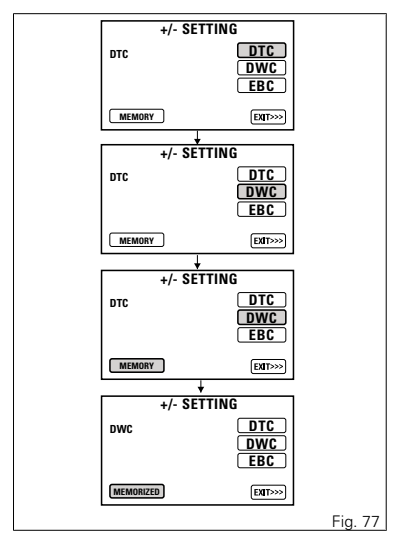 +/- SETTING
DTC
DTC
DWC
EBC
MEMORY
EXIT>>>
+/- SETTING
DTC
DTC
DWC
EBC
MEMORY
EXIT>>>
+/- SETTING
DTC
DTC
DWC
EBC
MEMORY
EXIT>>>
+/- SETTING
DWC
DTC
DWC
EBC
MEMORIZED
EXIT>>>
Fig. 77